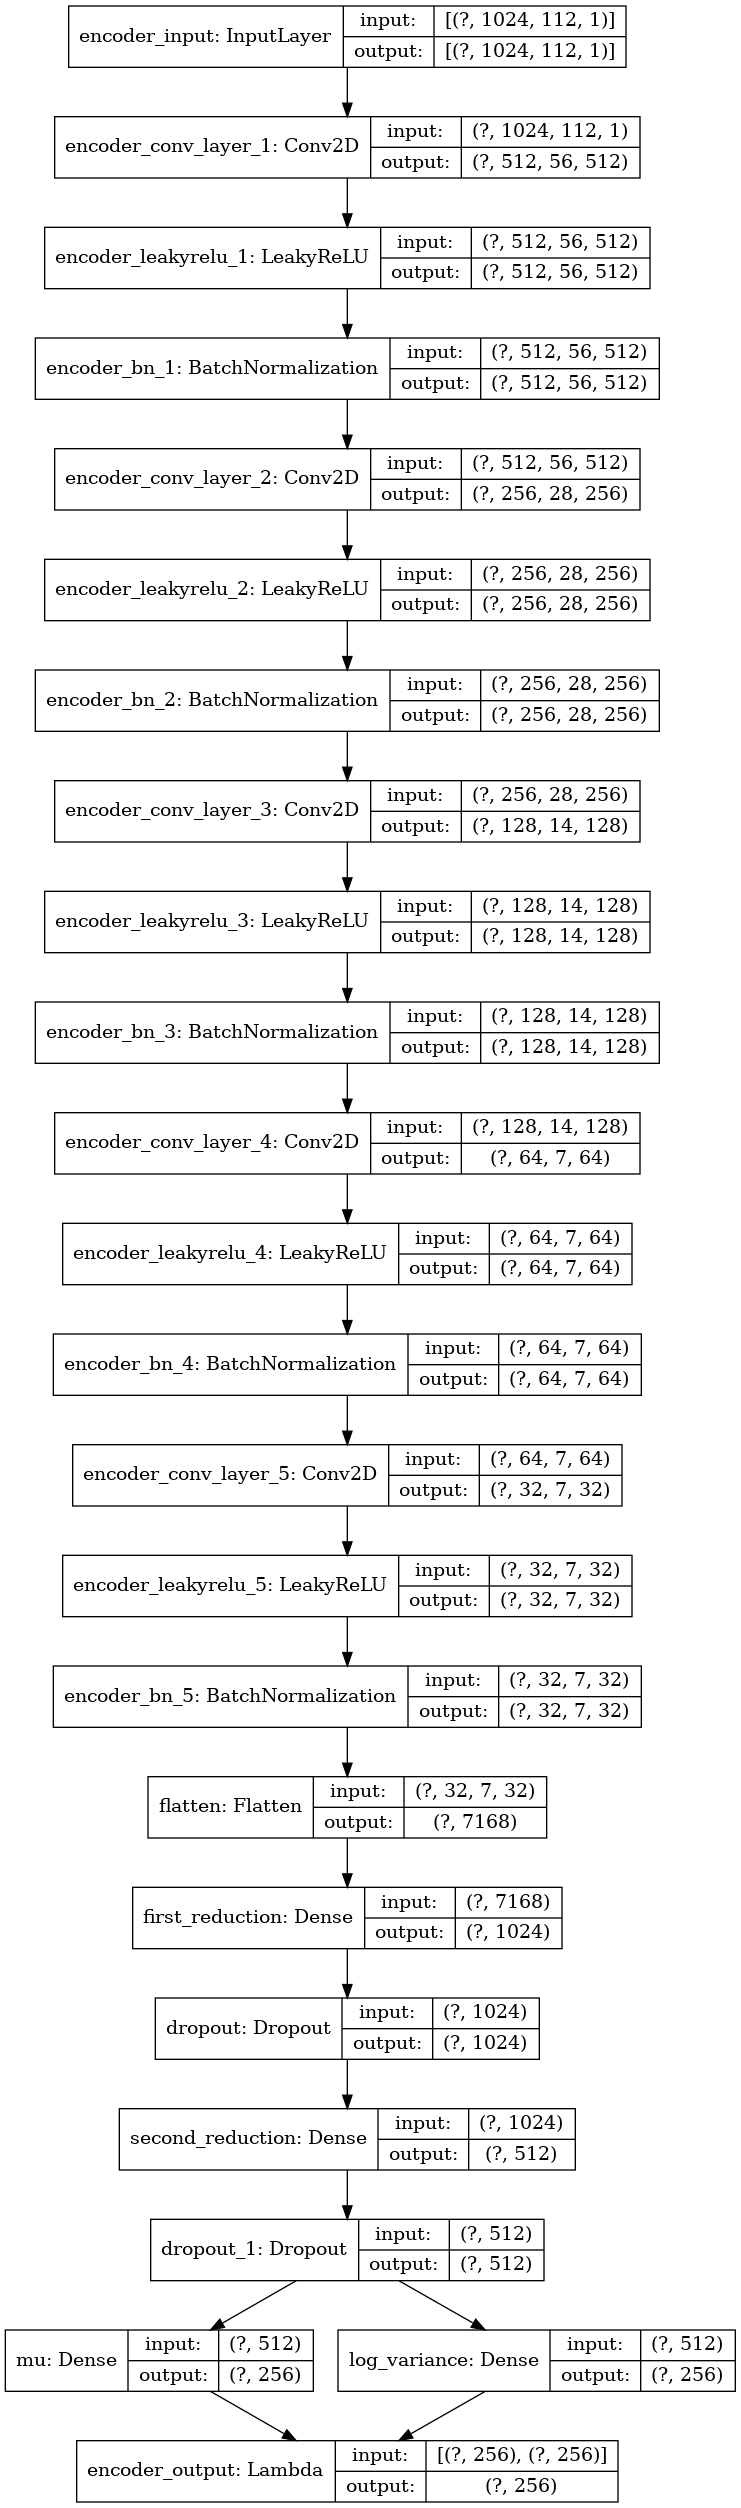 encoder_input: InputLayer
input: [(?, 1024, 112, 1)]
output: [(?, 1024, 112, 1)]
encoder_conv_layer_1: Conv2D
input: (?, 1024, 112, 1)
output: (?, 512, 56, 512)
encoder_leakyrelu_1: LeakyReLU
input: (?, 512, 56, 512)
output: (?, 512, 56, 512)
encoder_bn_1: BatchNormalization
input: (?, 512, 56, 512)
output: (?, 512, 56, 512)
encoder_conv_layer_2: Conv2D
input: (?, 512, 56, 512)
output: (?, 256, 28, 256)
encoder_leakyrelu_2: LeakyReLU
input: (?, 256, 28, 256)
output: (?, 256, 28, 256)
encoder_bn_2: BatchNormalization
input: (?, 256, 28, 256)
output: (?, 256, 28, 256)
encoder_conv_layer_3: Conv2D
input: (?, 256, 28, 256)
output: (?, 128, 14, 128)
encoder_leakyrelu_3: LeakyReLU
input: (?, 128, 14, 128)
output: (?, 128, 14, 128)
encoder_bn_3: BatchNormalization
input: (?, 128, 14, 128)
output: (?, 128, 14, 128)
encoder_conv_layer_4: Conv2D
input: (?, 128, 14, 128)
output: (?, 64, 7, 64)
encoder_leakyrelu_4: LeakyReLU
input: (?, 64, 7, 64)
output: (?, 64, 7, 64)
encoder_bn_4: BatchNormalization
input: (?, 64, 7, 64)
output: (?, 64, 7, 64)
encoder_conv_layer_5: Conv2D
input: (?, 64, 7, 64)
output: (?, 32, 7, 32)
encoder_leakyrelu_5: LeakyReLU
input: (?, 32, 7, 32)
output: (?, 32, 7, 32)
encoder_bn_5: BatchNormalization
input: (?, 32, 7, 32)
output: (?, 32, 7, 32)
flatten: Flatten
input: (?, 32, 7, 32)
output: (?, 7168)
first_reduction: Dense
input: (?, 7168)
output: (?, 1024)
dropout: Dropout
input: (?, 1024)
output: (?, 1024)
second_reduction: Dense
input: (?, 1024)
output: (?, 512)
dropout_1: Dropout
input: (?, 512)
output: (?, 512)
mu: Dense
input: (?, 512)
output: (?, 256)
log_variance: Dense
input: (?, 512)
output: (?, 256)
encoder_output: Lambda
input: [(?, 256), (?, 256)]
output: (?, 256)